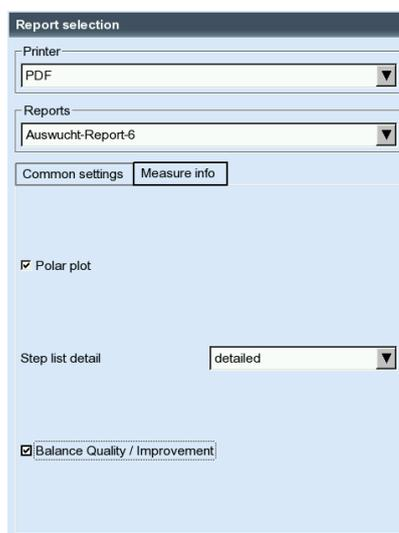 Report selection
Printer
PDF
Reports
Auswucht-Report-6
Common settings Measure info
Polar plot
Step list detail detailed
Balance Quality / Improvement